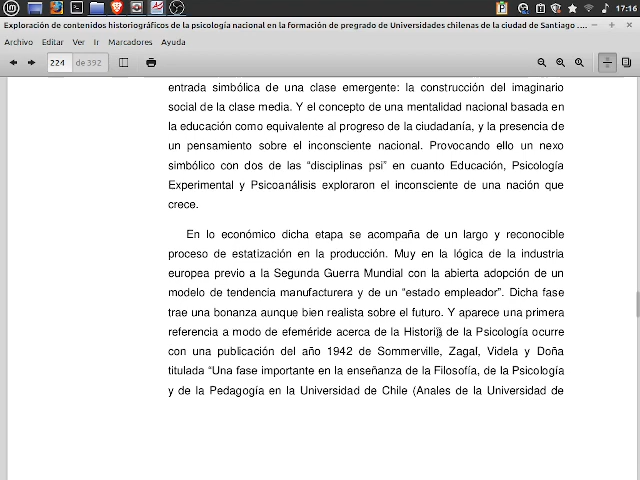 17:16
Exploración de contenidos historiográficos de la psicología nacional en la formación de pregrado de Universidades chilenas de la ciudad de Santiago ....
Archivo Editar Ver Ir Marcadores Ayuda
224 de 392
entrada simbólica de una clase emergente: la construcción del imaginario
social de la clase media. Y el concepto de una mentalidad nacional basada en
la educación como equivalente al progreso de la ciudadanía, y la presencia de
un pensamiento sobre el inconsciente nacional. Provocando ello un nexo
simbólico con dos de las “disciplinas psi” en cuanto Educación, Psicología
Experimental y Psicoanálisis exploraron el inconsciente de una nación que
crece.
En lo económico dicha etapa se acompaña de un largo y reconocible
proceso de estatización en la producción. Muy en la lógica de la industria
europea previo a la Segunda Guerra Mundial con la abierta adopción de un
modelo de tendencia manufacturera y de un “estado empleador”. Dicha fase
trae una bonanza aunque bien realista sobre el futuro. Y aparece una primera
referencia a modo de efeméride acerca de la Historia de la Psicología ocurre
con una publicación del año 1942 de Sommerville, Zagal, Videla y Doña
titulada “Una fase importante en la enseñanza de la Filosofía, de la Psicología
y de la Pedagogía en la Universidad de Chile (Anales de la Universidad de